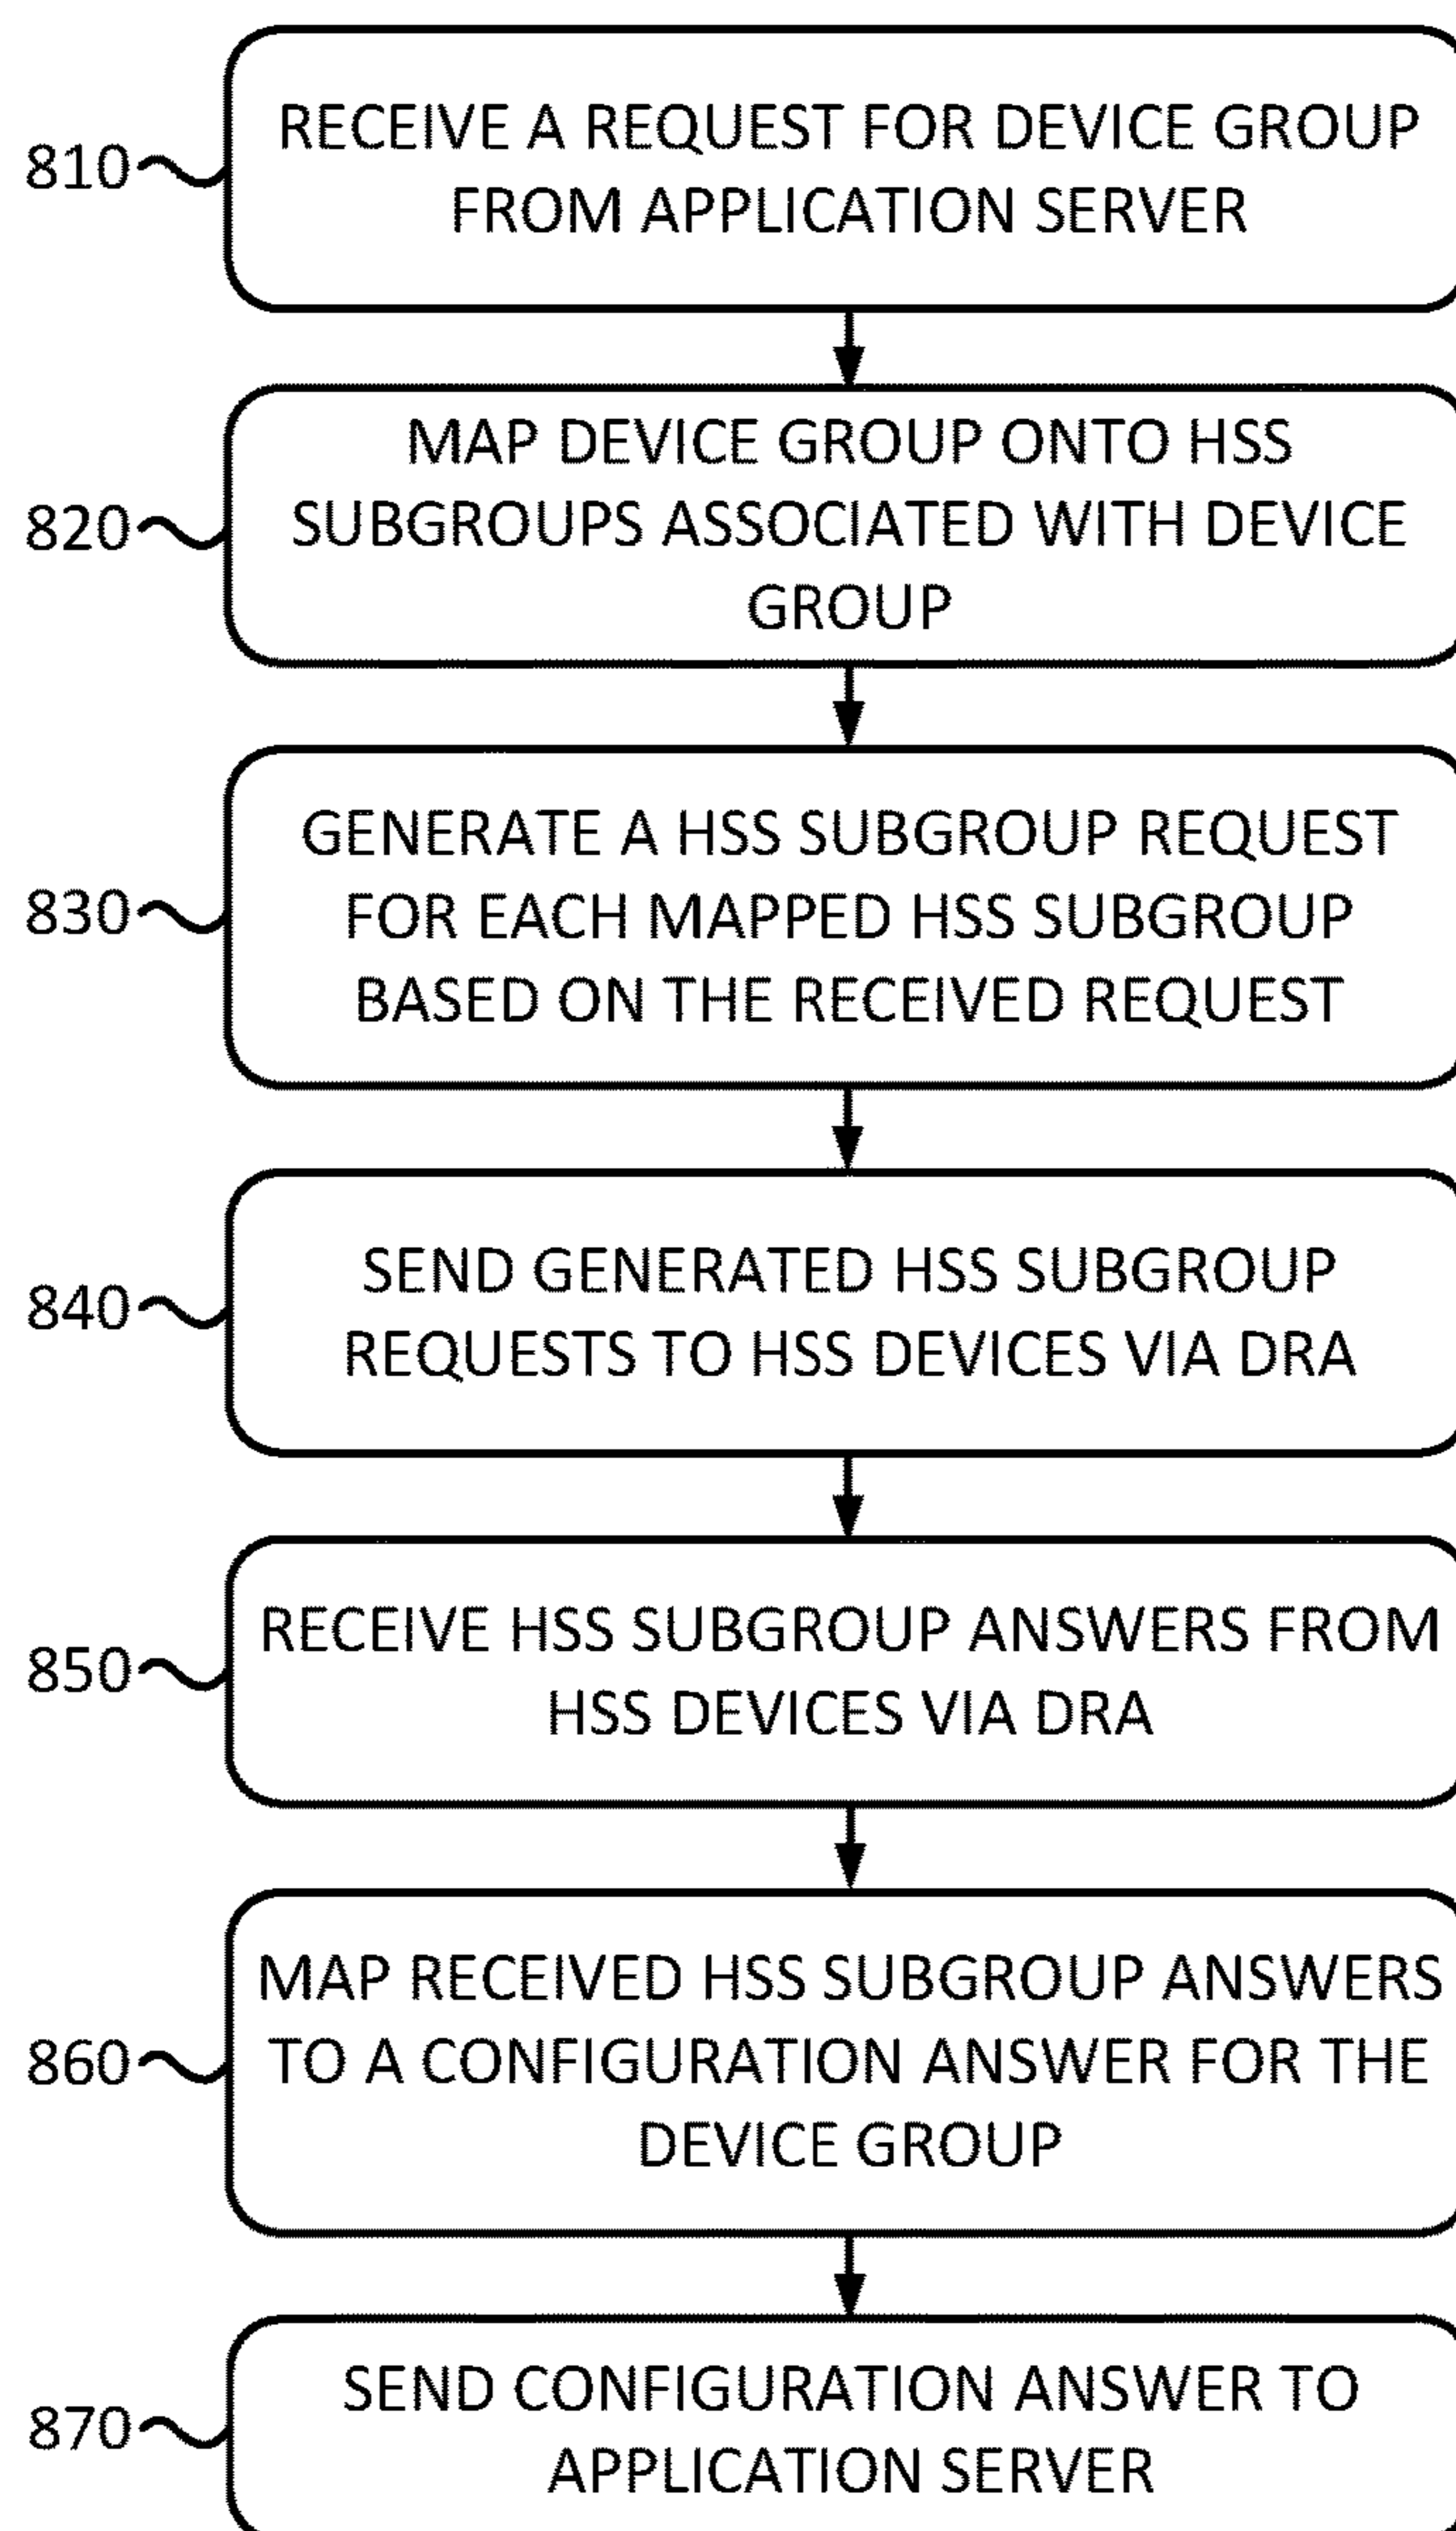 810
RECEIVE A REQUEST FOR DEVICE GROUP
FROM APPLICATION SERVER
820
MAP DEVICE GROUP ONTO HSS
SUBGROUPS ASSOCIATED WITH DEVICE
GROUP
830
GENERATE A HSS SUBGROUP REQUEST
FOR EACH MAPPED HSS SUBGROUP
BASED ON THE RECEIVED REQUEST
840
SEND GENERATED HSS SUBGROUP
REQUESTS TO HSS DEVICES VIA DRA
850
RECEIVE HSS SUBGROUP ANSWERS FROM
HSS DEVICES VIA DRA
860
MAP RECEIVED HSS SUBGROUP ANSWERS
TO A CONFIGURATION ANSWER FOR THE
DEVICE GROUP
870
SEND CONFIGURATION ANSWER TO
APPLICATION SERVER